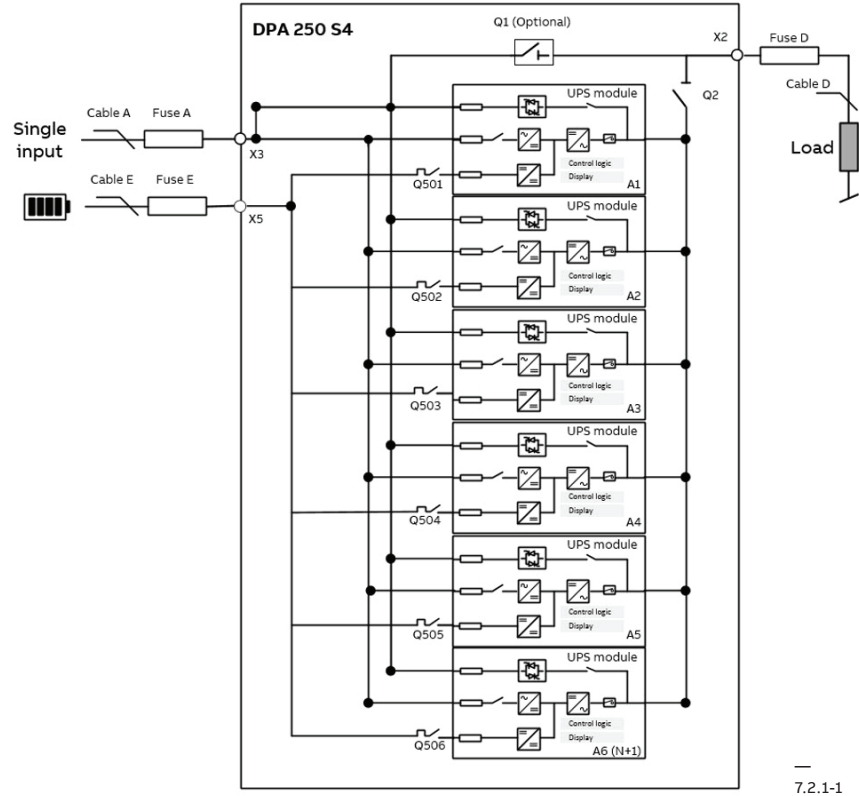 Q1 (Optional)
DPA 250 S4
X2
Fuse D
Cable D
Q2
Load
Cable A
Fuse A
Single
input
X3
Cable E
Fuse E
X5
UPS module
Control logic
Display
Q501
A1
UPS module
Control logic
Display
Q502
A2
UPS module
Control logic
Display
Q503
A3
UPS module
Control logic
Display
Q504
A4
UPS module
Control logic
Display
Q505
A5
UPS module
Control logic
Display
Q506
A6 (N+1)
7.2.1-1